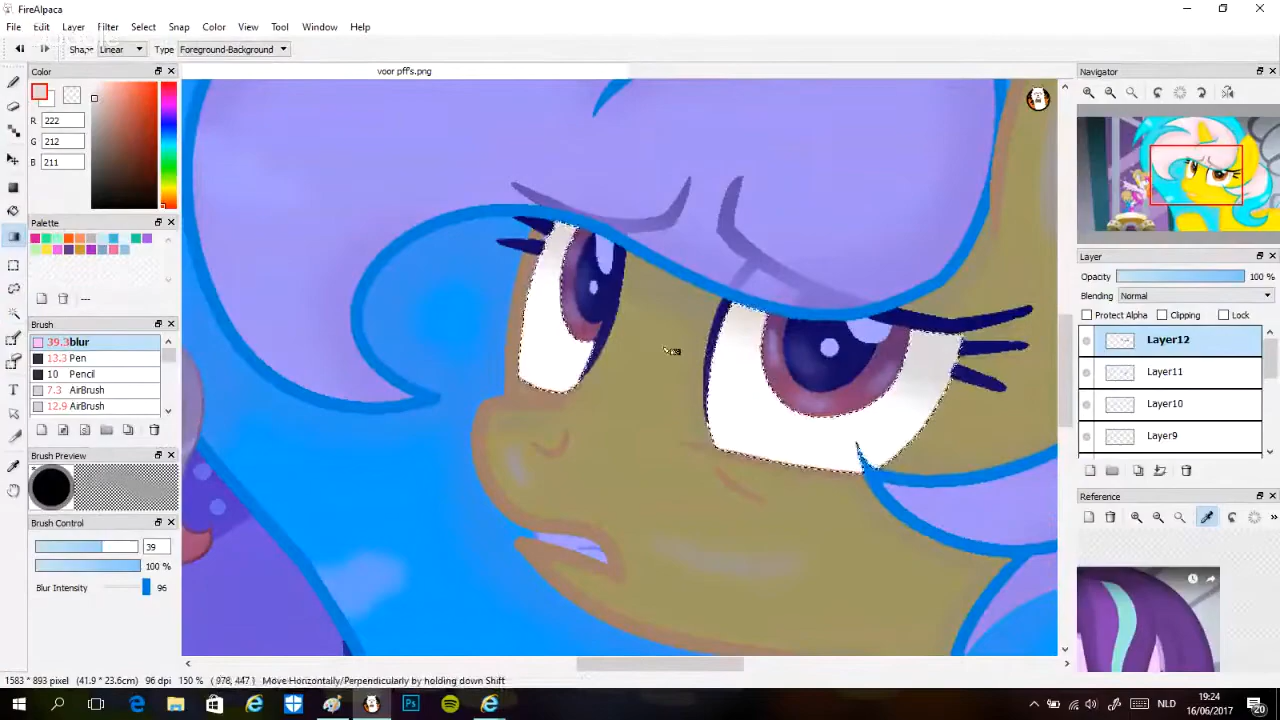 FireAlpaca
File Edit Layer Filter Select Snap Color View Tool Window Help
Shape Linear Type Foreground-Background
Color
voor pffs.png
Navigator
R 222
G 212
B 211
Palette
---
Brush
39.3 blur
13.3 Pen
10 Pencil
7.3 AirBrush
12.9 AirBrush
Brush Preview
Brush Control
39
100 %
Blur Intensity 96
Layer
Opacity 100 %
Blending Normal
Protect Alpha Clipping Lock
Layer12
Layer11
Layer10
Layer9
Reference
1583 * 893 pixel (41.9 * 23.6cm) 96 dpi 150 % ( 978, 447 ) Move Horizontally/Perpendicularly by holding down Shift
Ps
19:24
16/06/2017
20